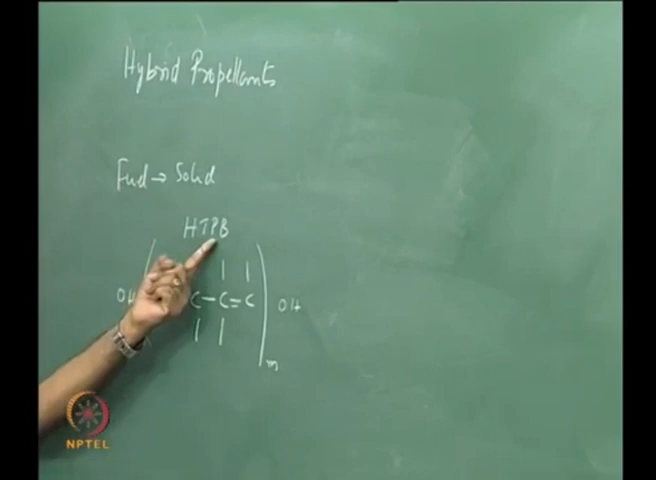 Hybrid Propellants
Fuel → Solid
HTPB
OH C-C=C OH
m
NPTEL